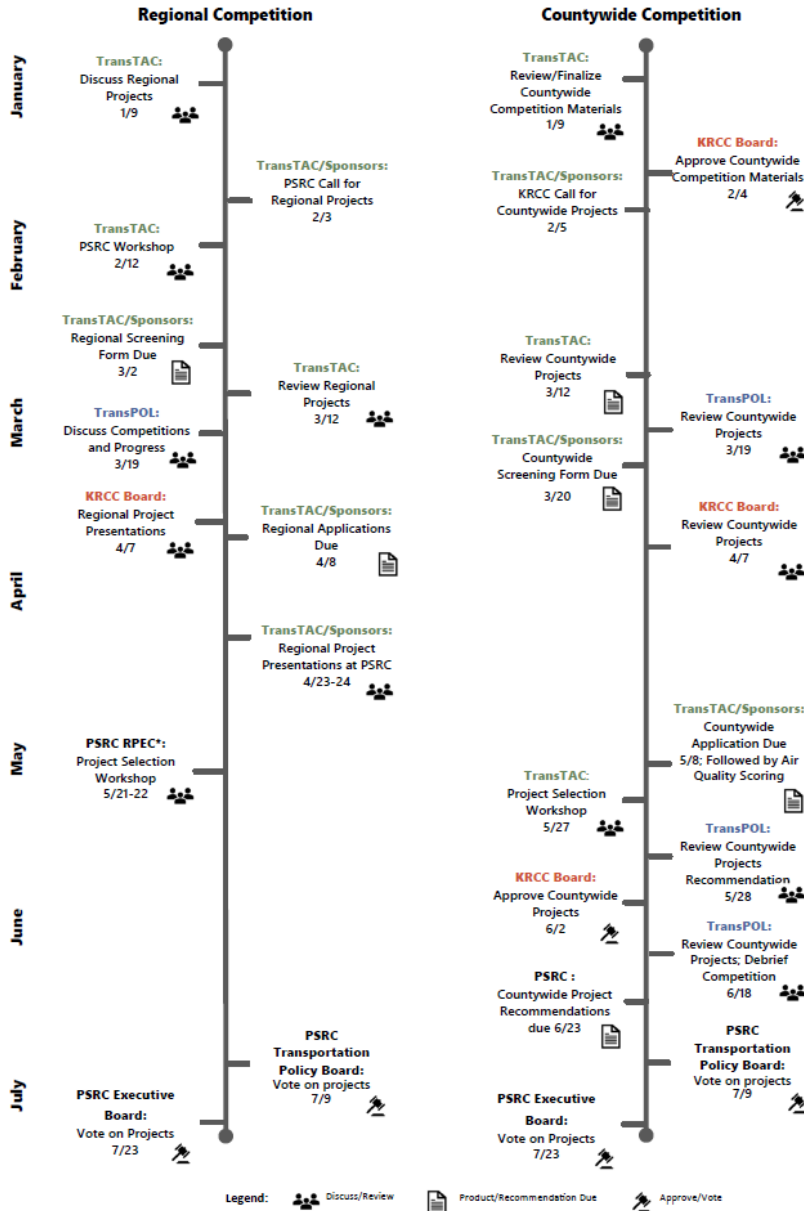 Regional Competition
Countywide Competition
January
February
March
April
May
June
July
TransTAC:
Discuss Regional
Projects
1/9
TransTAC/Sponsors:
PSRC Call for
Regional Projects
2/3
TransTAC:
PSRC Workshop
2/12
TransTAC/Sponsors:
Regional Screening
Form Due
3/2
TransTAC:
Review Regional
Projects
3/12
TransPOL:
Discuss Competitions
and Progress
3/19
KRCC Board:
Regional Project
Presentations
4/7
TransTAC/Sponsors:
Regional Applications
Due
4/8
TransTAC/Sponsors:
Regional Project
Presentations at PSRC
4/23-24
PSRC RPEC*:
Project Selection
Workshop
5/21-22
PSRC
Transportation
Policy Board:
Vote on projects
7/9
PSRC Executive
Board:
Vote on Projects
7/23
TransTAC:
Review/Finalize
Countywide
Competition Materials
1/9
KRCC Board:
Approve Countywide
Competition Materials
2/4
TransTAC/Sponsors:
KRCC Call for
Countywide Projects
2/5
TransTAC:
Review Countywide
Projects
3/12
TransPOL:
Review Countywide
Projects
3/19
TransTAC/Sponsors:
Countywide
Screening Form Due
3/20
KRCC Board:
Review Countywide
Projects
4/7
TransTAC/Sponsors:
Countywide
Application Due
5/8; Followed by Air
Quality Scoring
TransTAC:
Project Selection
Workshop
5/27
TransPOL:
Review Countywide
Projects
Recommendation
5/28
KRCC Board:
Approve Countywide
Projects
6/2
TransPOL:
Review Countywide
Projects; Debrief
Competition
6/18
PSRC :
Countywide Project
Recommendations
due 6/23
PSRC
Transportation
Policy Board:
Vote on projects
7/9
PSRC Executive
Board:
Vote on Projects
7/23
Legend:
Discuss/Review
Product/Recommendation Due
Approve/Vote